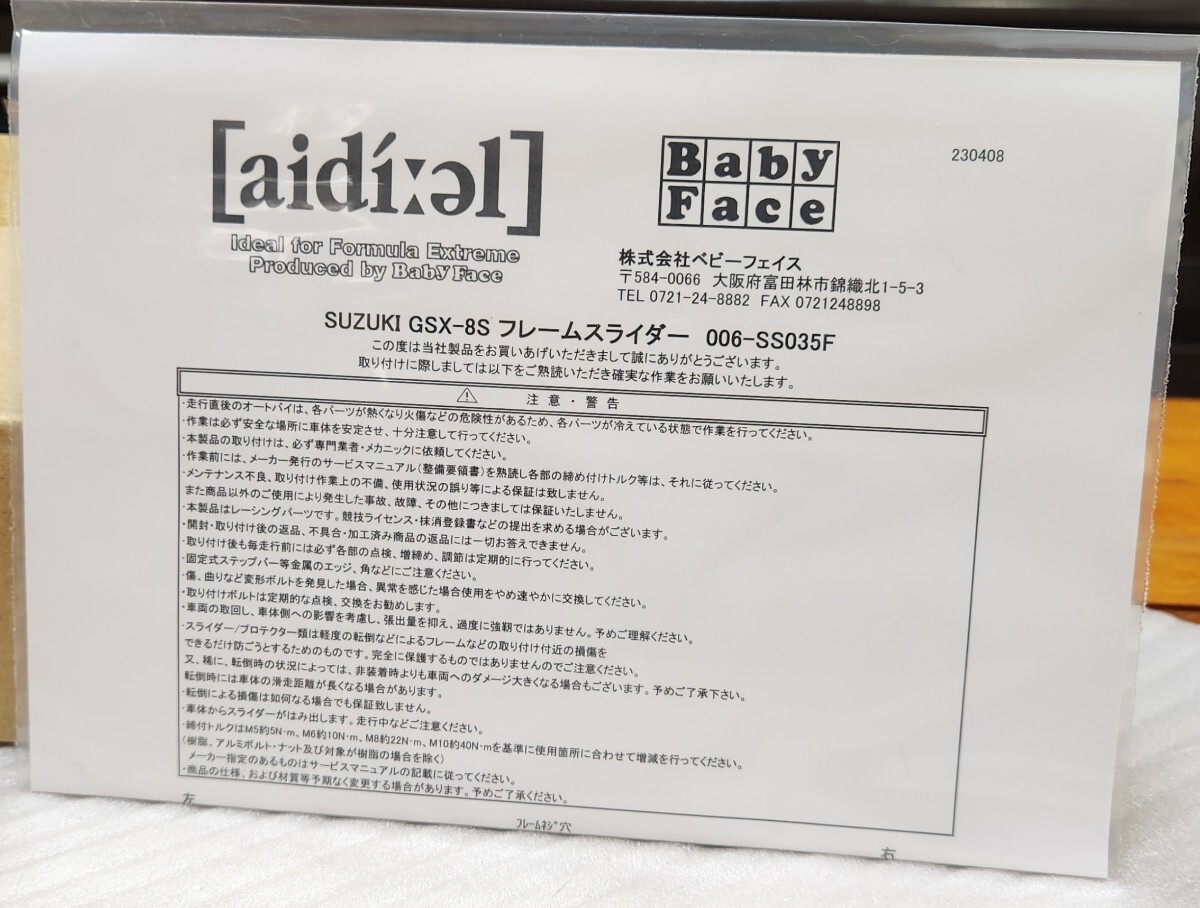 [aidí:əl]
Ideal for Formula Extreme
Produced by Baby Face
Baby
Face
230408
株式会社ベビーフェイス
〒584-0066 大阪府富田林市錦織北1-5-3
TEL 0721-24-8882 FAX 0721248898
SUZUKI GSX-8S フレームスライダー 006-SS035F
この度は当社製品をお買いあげいただきまして誠にありがとうございます。
取り付けに際しましては以下をご熟読いただき確実な作業をお願いいたします。
⚠ 注意・警告
・走行直後のオートバイは、各パーツが熱くなり火傷などの危険性があるため、各パーツが冷えている状態で作業を行ってください。
・作業は必ず安全な場所に車体を安定させ、十分注意して行ってください。
・本製品の取り付けは、必ず専門業者・メカニックに依頼してください。
・作業前には、メーカー発行のサービスマニュアル(整備要領書)を熟読し各部の締め付けトルク等は、それに従ってください。
・メンテナンス不良、取り付け作業上の不備、使用状況の誤り等による保証は致しません。
また商品以外のご使用により発生した事故、故障、その他につきましては保証いたしません。
・本製品はレーシングパーツです。競技ライセンス・抹消登録書などの提出を求める場合がございます。
・開封・取り付け後の返品、不具合・加工済み商品の返品には一切お答えできません。
・取り付け後も毎走行前には必ず各部の点検、増締め、調節は定期的に行ってください。
・固定式ステップバー等金属のエッジ、角などにご注意ください。
・傷、曲りなど変形ボルトを発見した場合、異常を感じた場合使用をやめ速やかに交換してください。
・取り付けボルトは定期的な点検、交換をお勧めします。
・車両の取回し、車体側への影響を考慮し、張出量を抑え、過度に強靭ではありません。予めご理解ください。
・スライダー/プロテクター類は軽度の転倒などによるフレームなどの取り付け付近の損傷を
できるだけ防ごうとするためのものです。完全に保護するものではありませんのでご注意ください。
又、稀に、転倒時の状況によっては、非装着時よりも車両へのダメージ大きくなる場合もございます。予めご了承下さい。
転倒時には車体の滑走距離が長くなる場合があります。
・転倒による損傷は如何なる場合でも保証致しません。
・車体からスライダーがはみ出します。走行中などご注意ください。
・締付トルクはM5約5N・m、M6約10N・m、M8約22N・m、M10約40N・mを基準に使用箇所に合わせて増減を行ってください。
(樹脂、アルミボルト・ナット及び対象が樹脂の場合を除く)
メーカー指定のあるものはサービスマニュアルの記載に従ってください。
・商品の仕様、および材質等予期なく変更する場合があります。予めご了承ください。
左
フレームネジ穴
右